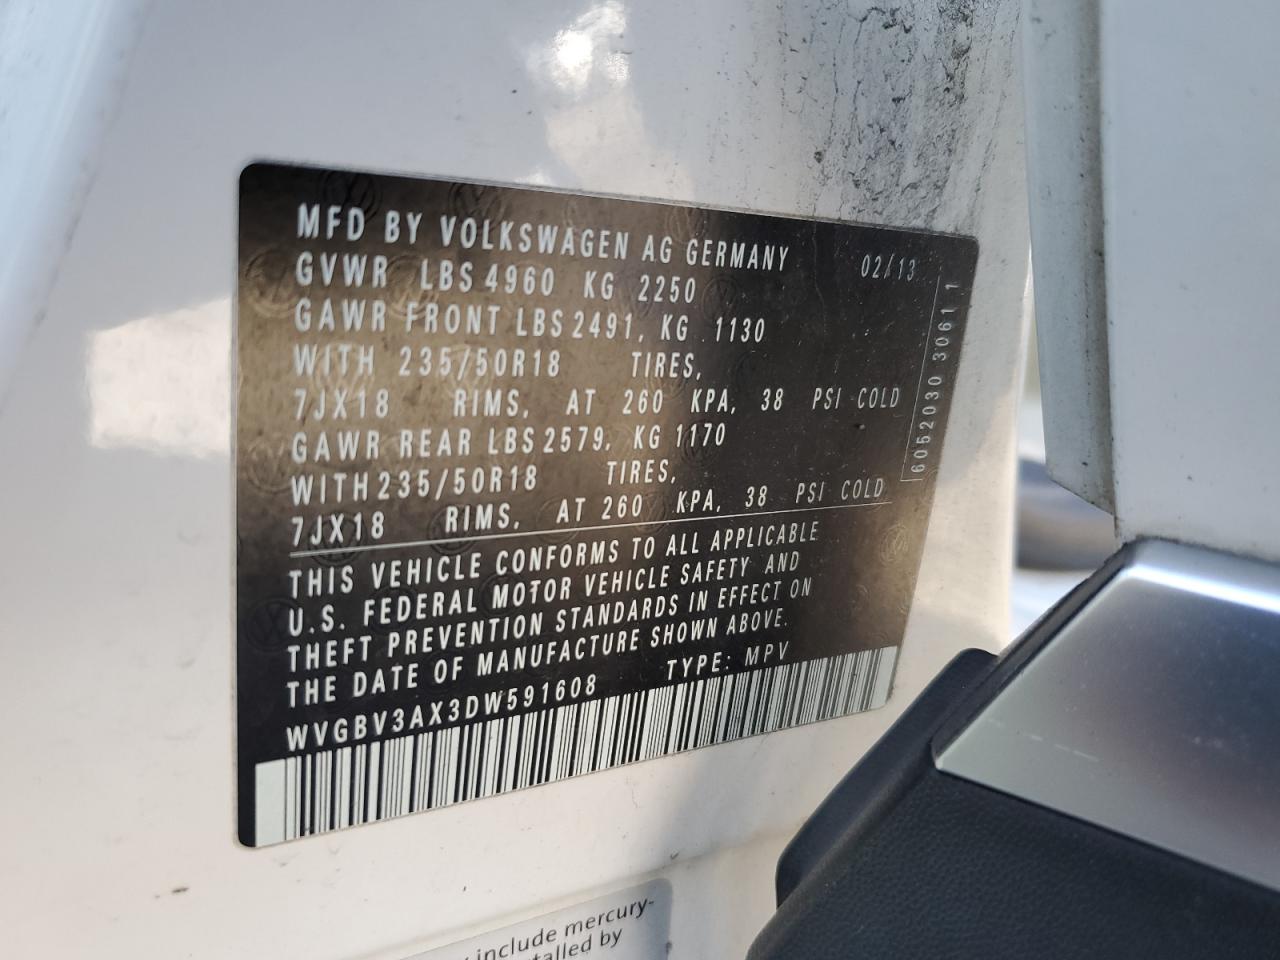 MFD BY VOLKSWAGEN AG GERMANY 02/13
GVWR LBS 4960 KG 2250
GAWR FRONT LBS 2491, KG 1130
WITH 235/50R18 TIRES,
7JX18 RIMS, AT 260 KPA, 38 PSI COLD
GAWR REAR LBS 2579, KG 1170
WITH 235/50R18 TIRES,
7JX18 RIMS, AT 260 KPA, 38 PSI COLD
THIS VEHICLE CONFORMS TO ALL APPLICABLE
U.S. FEDERAL MOTOR VEHICLE SAFETY AND
THEFT PREVENTION STANDARDS IN EFFECT ON
THE DATE OF MANUFACTURE SHOWN ABOVE.
WVGBV3AX3DW591608 TYPE: MPV
6052030 3061 1
include mercury-
by